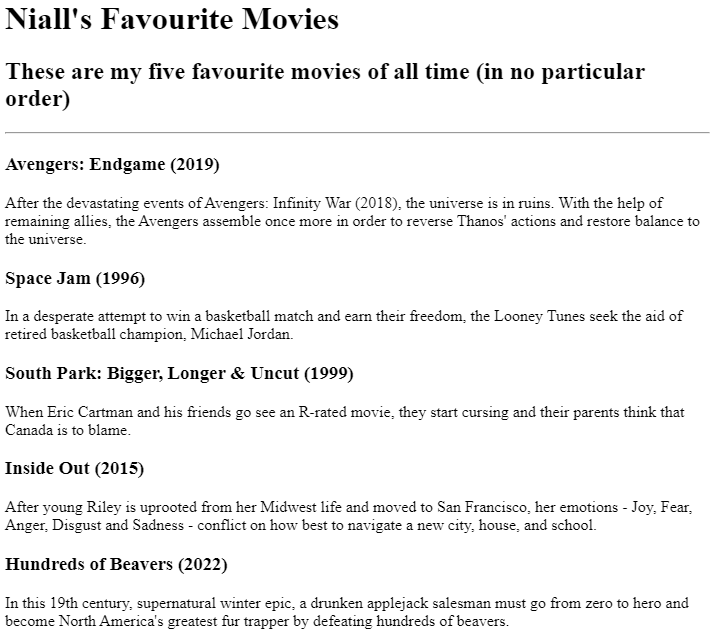 Niall's Favourite Movies
These are my five favourite movies of all time (in no particular
order)
Avengers: Endgame (2019)
After the devastating events of Avengers: Infinity War (2018), the universe is in ruins. With the help of
remaining allies, the Avengers assemble once more in order to reverse Thanos' actions and restore balance to
the universe.
Space Jam (1996)
In a desperate attempt to win a basketball match and earn their freedom, the Looney Tunes seek the aid of
retired basketball champion, Michael Jordan.
South Park: Bigger, Longer & Uncut (1999)
When Eric Cartman and his friends go see an R-rated movie, they start cursing and their parents think that
Canada is to blame.
Inside Out (2015)
After young Riley is uprooted from her Midwest life and moved to San Francisco, her emotions - Joy, Fear,
Anger, Disgust and Sadness - conflict on how best to navigate a new city, house, and school.
Hundreds of Beavers (2022)
In this 19th century, supernatural winter epic, a drunken applejack salesman must go from zero to hero and
become North America's greatest fur trapper by defeating hundreds of beavers.